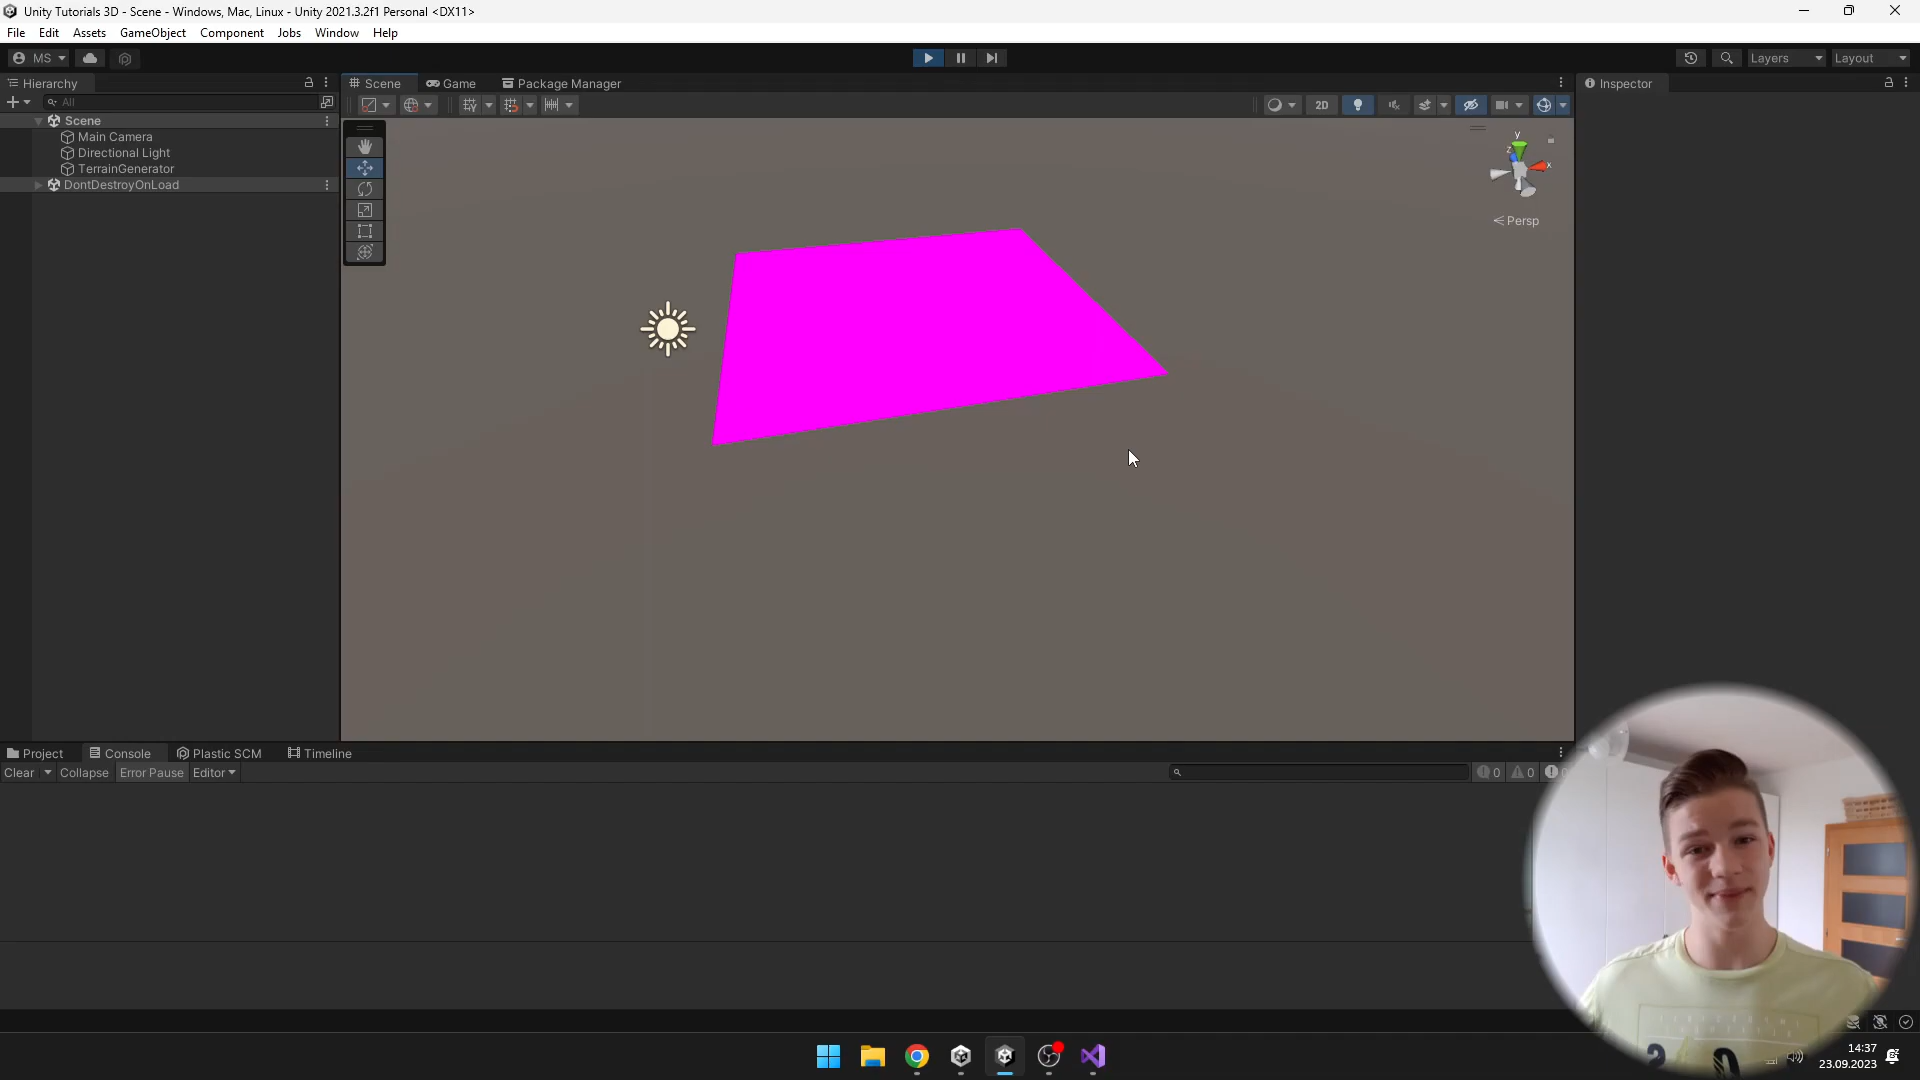 Unity Tutorials 3D - Scene - Windows, Mac, Linux - Unity 2021.3.2f1 Personal <DX11>
File Edit Assets GameObject Component Jobs Window Help
MS Layers Layout
Hierarchy Scene Game Package Manager Inspector
All 2D
Scene
Main Camera
Directional Light
TerrainGenerator
DontDestroyOnLoad
y
z
x
Persp
Project Console Plastic SCM Timeline
Clear Collapse Error Pause Editor 0 0
14:37
23.09.2023